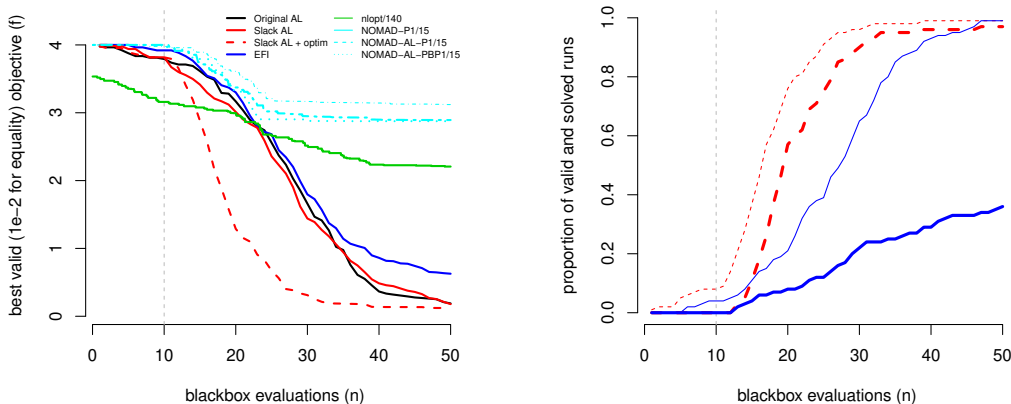 best valid (1e-2 for equality) objective (f)
0 1 2 3 4
Original AL
Slack AL
Slack AL + optim
EFI
nlopt/140
NOMAD-P1/15
NOMAD-AL-P1/15
NOMAD-AL-PBP1/15
0 10 20 30 40 50
blackbox evaluations (n)
proportion of valid and solved runs
0.0 0.2 0.4 0.6 0.8 1.0
0 10 20 30 40 50
blackbox evaluations (n)